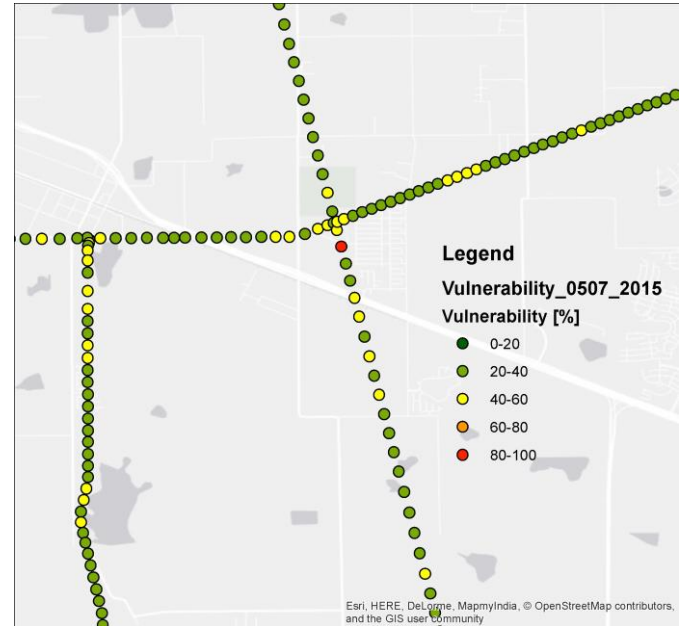 Legend
Vulnerability_0507_2015
Vulnerability [%]
0-20
20-40
40-60
60-80
80-100
Esri, HERE, DeLorme, MapmyIndia, © OpenStreetMap contributors,
and the GIS user community